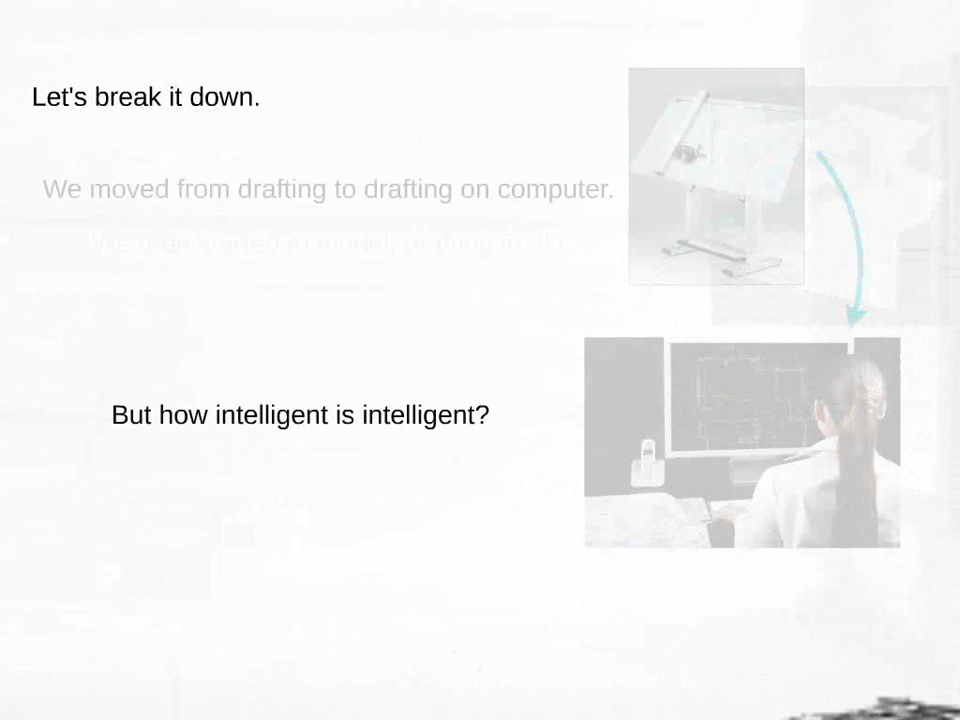 Let's break it down.
We moved from drafting to drafting on computer.
But how intelligent is intelligent?